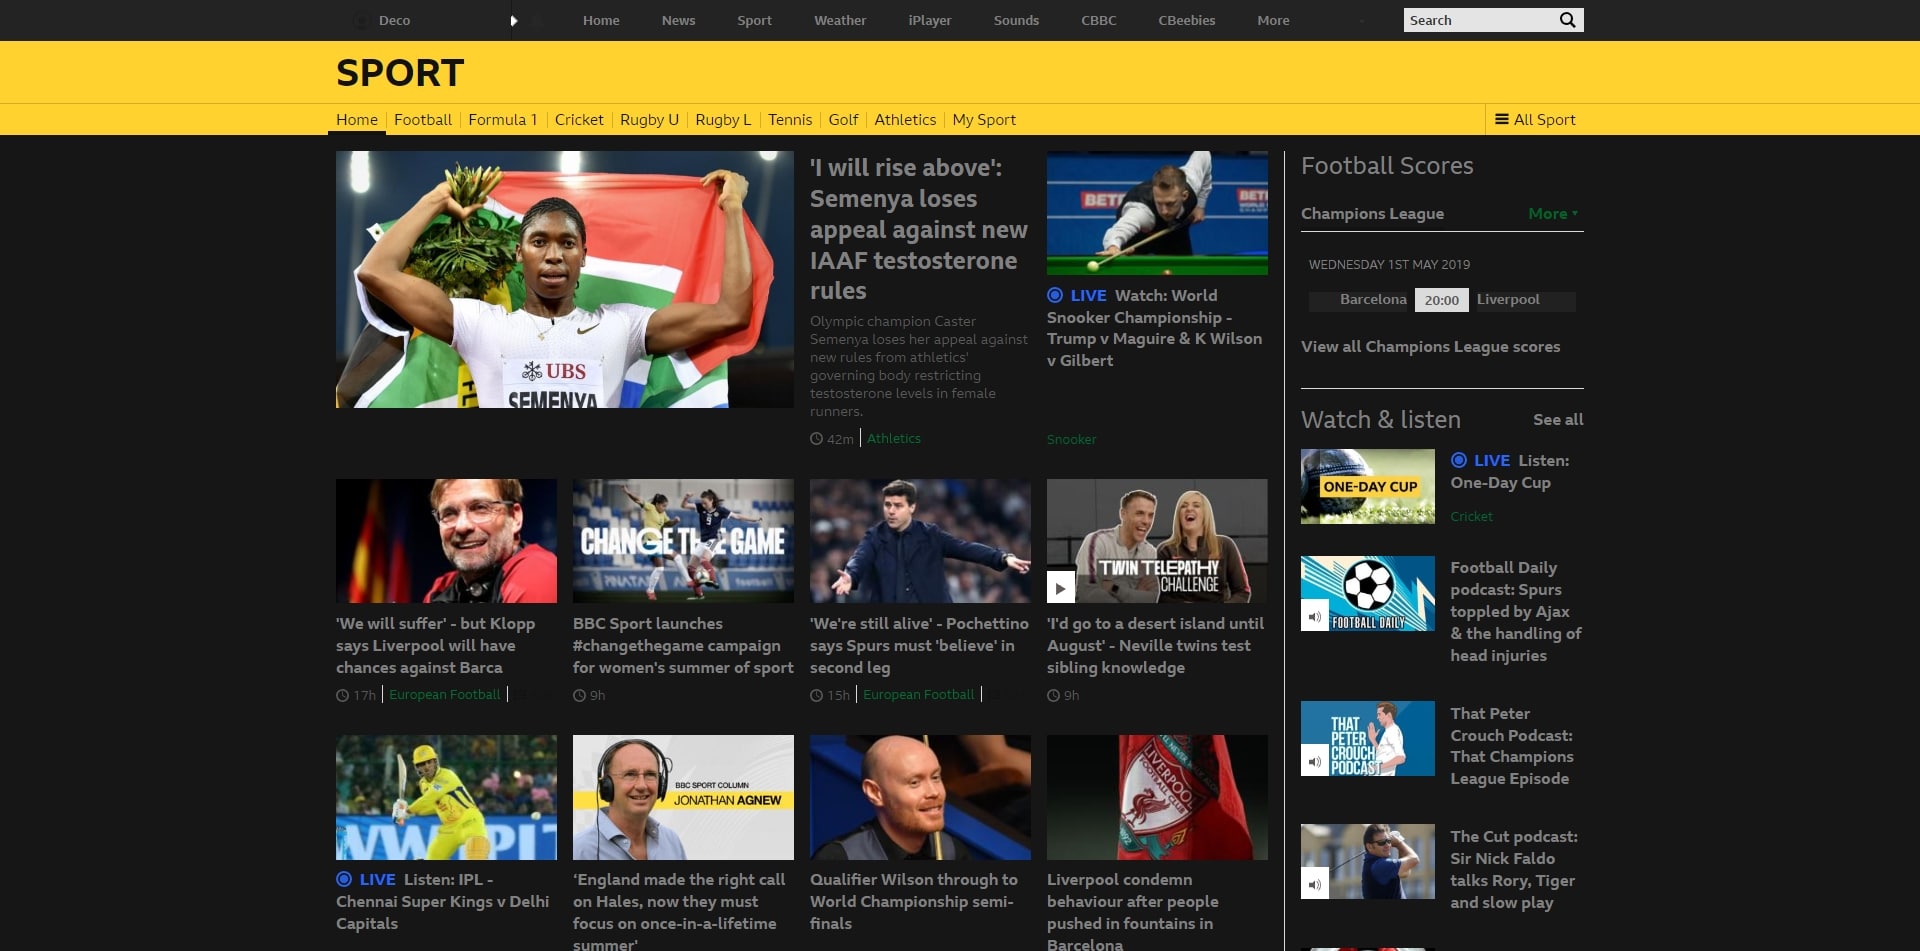 Deco
Home
News
Sport
Weather
iPlayer
Sounds
CBBC
CBeebies
More
Search
SPORT
Home
Football
Formula 1
Cricket
Rugby U
Rugby L
Tennis
Golf
Athletics
My Sport
All Sport
UBS
SEMENYA
'I will rise above':
Semenya loses
appeal against new
IAAF testosterone
rules
Olympic champion Caster
Semenya loses her appeal against
new rules from athletics'
governing body restricting
testosterone levels in female
runners.
42m
Athletics
LIVE Watch: World
Snooker Championship -
Trump v Maguire & K Wilson
v Gilbert
Snooker
CHANGE THE GAME
TWIN TELEPATHY
CHALLENGE
'We will suffer' - but Klopp
says Liverpool will have
chances against Barca
17h
European Football
BBC Sport launches
#changethegame campaign
for women's summer of sport
9h
'We're still alive' - Pochettino
says Spurs must 'believe' in
second leg
15h
European Football
'I'd go to a desert island until
August' - Neville twins test
sibling knowledge
9h
BBC SPORT COLUMN
JONATHAN AGNEW
LIVERPOOL
FOOTBALL CLUB
LIVE Listen: IPL -
Chennai Super Kings v Delhi
Capitals
‘England made the right call
on Hales, now they must
focus on once-in-a-lifetime
summer'
Qualifier Wilson through to
World Championship semi-
finals
Liverpool condemn
behaviour after people
pushed in fountains in
Barcelona
Football Scores
Champions League
More
WEDNESDAY 1ST MAY 2019
Barcelona
20:00
Liverpool
View all Champions League scores
Watch & listen
See all
ONE-DAY CUP
LIVE Listen:
One-Day Cup
Cricket
FOOTBALL DAILY
Football Daily
podcast: Spurs
toppled by Ajax
& the handling of
head injuries
THAT
PETER
CROUCH
PODCAST
That Peter
Crouch Podcast:
That Champions
League Episode
The Cut podcast:
Sir Nick Faldo
talks Rory, Tiger
and slow play